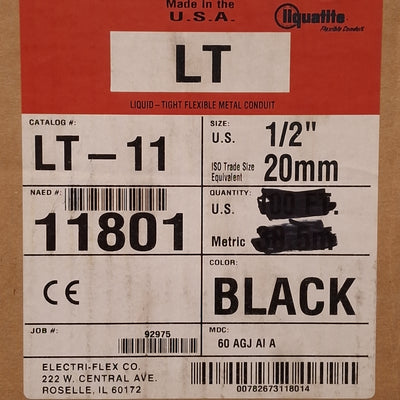 Made In the
U.S.A.
liquatite
Flexible Conduit
LT
LIQUID-TIGHT FLEXIBLE METAL CONDUIT
CATALOG #:
LT-11
SIZE:
U.S. 1/2"
ISO Trade Size
Equivalent 20mm
NAED #:
11801
QUANTITY:
U.S.
Metric
CE
COLOR:
BLACK
JOB #:
92975
MDC:
60 AGJ AI A
ELECTRI-FLEX CO.
222 W. CENTRAL AVE.
ROSELLE, IL 60172
00782673118014